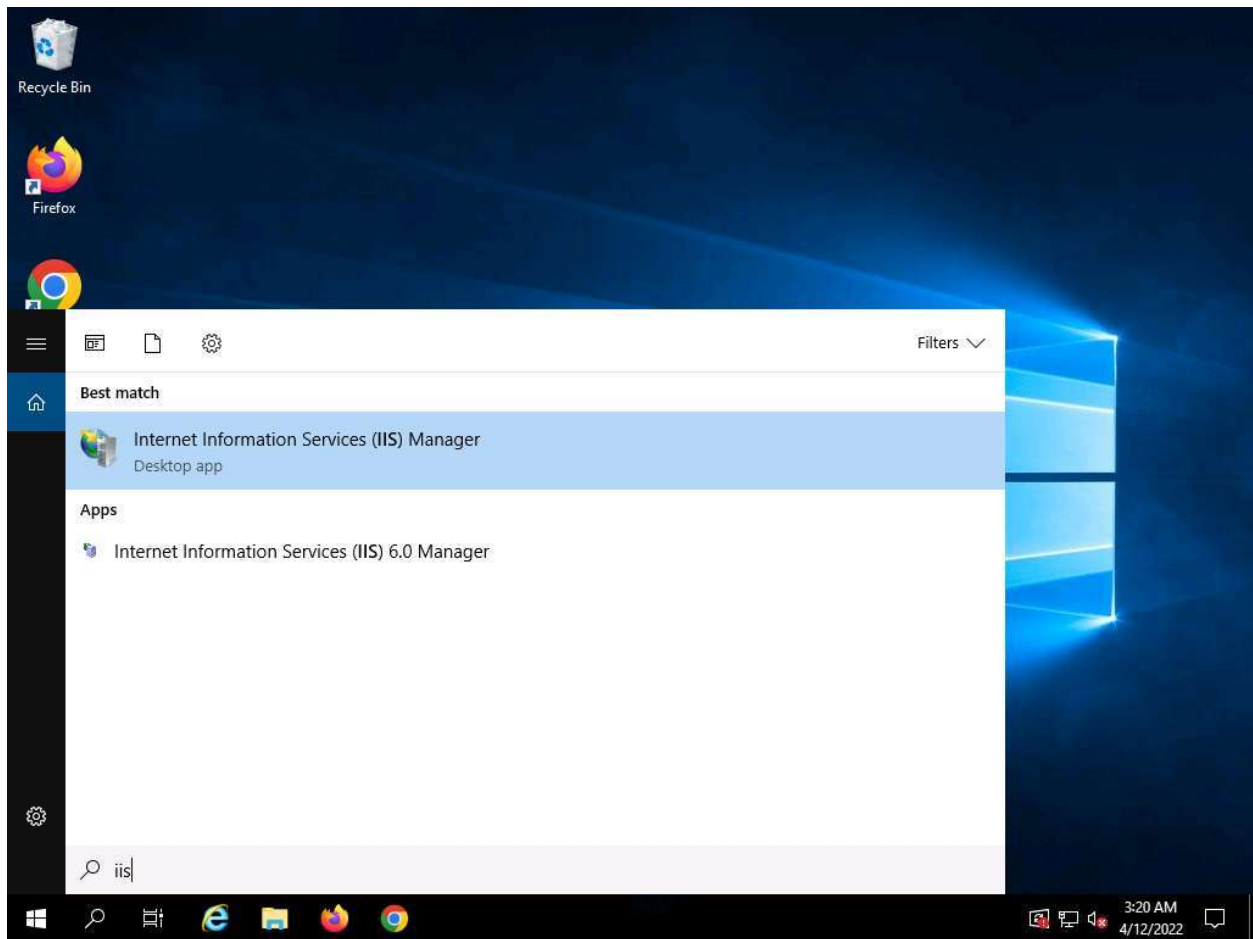 Recycle Bin
Firefox
Filters
Best match
Internet Information Services (IIS) Manager
Desktop app
Apps
Internet Information Services (IIS) 6.0 Manager
iis
3:20 AM
4/12/2022